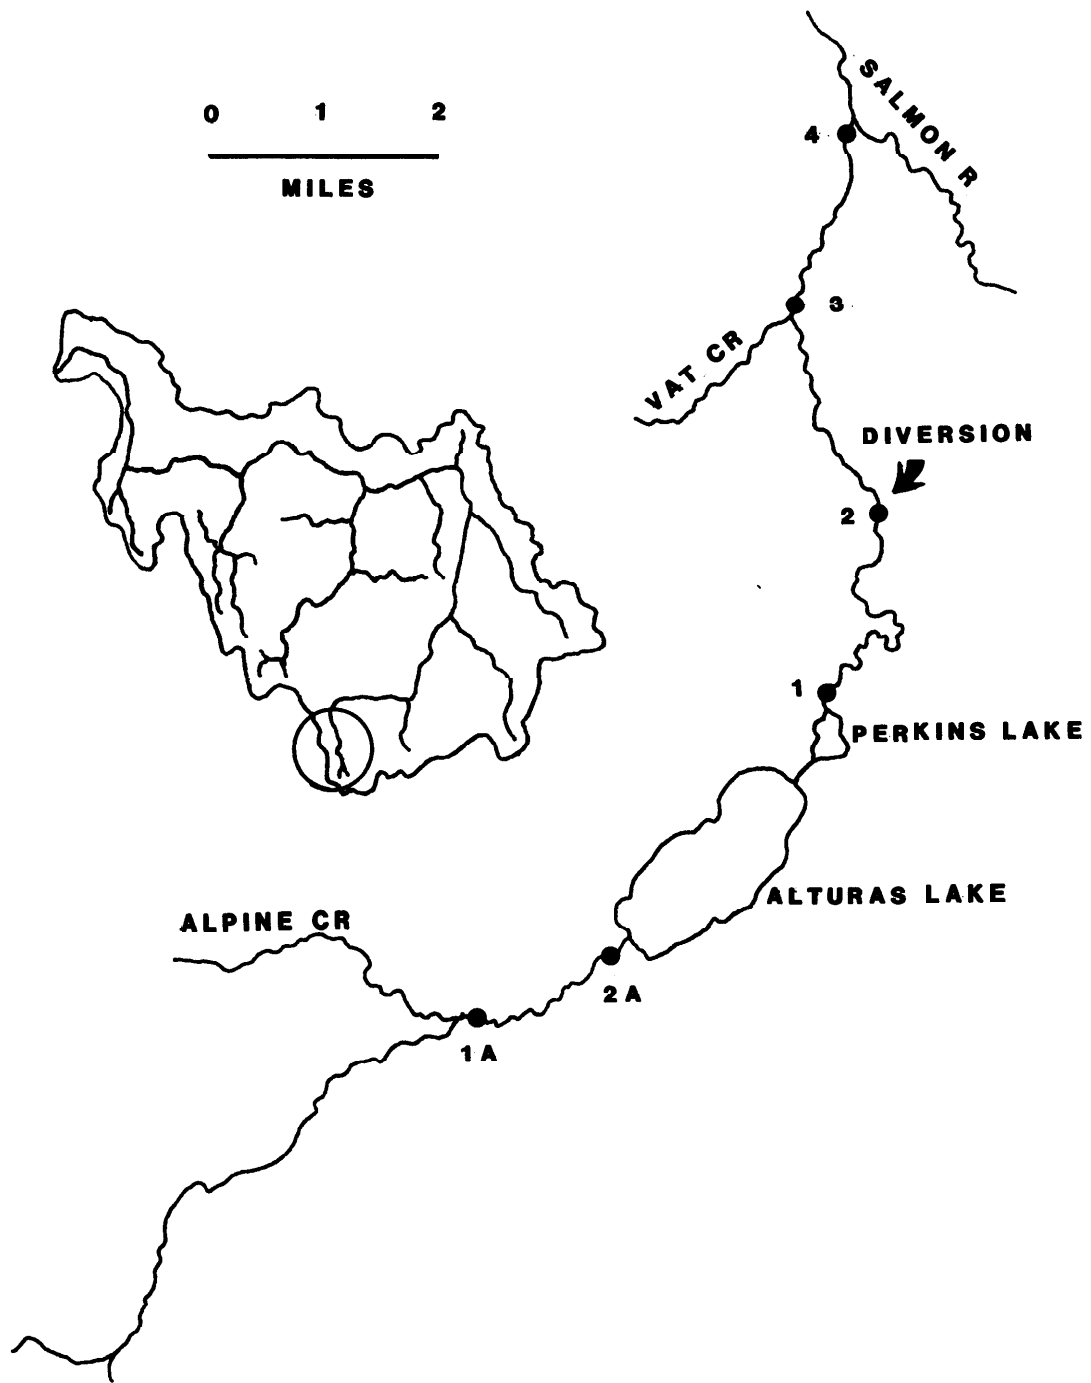 0 1 2
MILES
SALMON R
4
3
VAT CR
DIVERSION
2
1
PERKINS LAKE
ALTURAS LAKE
ALPINE CR
2A
1A